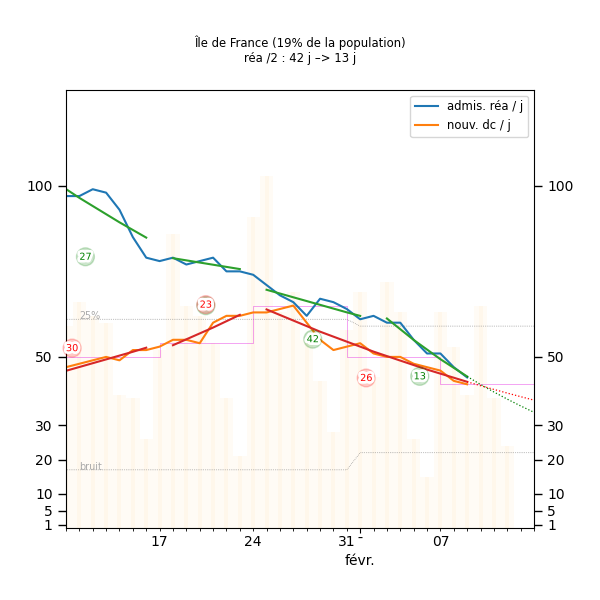 Île de France (19% de la population)
réa /2 : 42 j –> 13 j
admis. réa / j
nouv. dc / j
100 100
27
23
25%
30
50 50
42
26
13
30 30
20 20
bruit
10 10
5 5
1 1
17 24 31 07
févr.